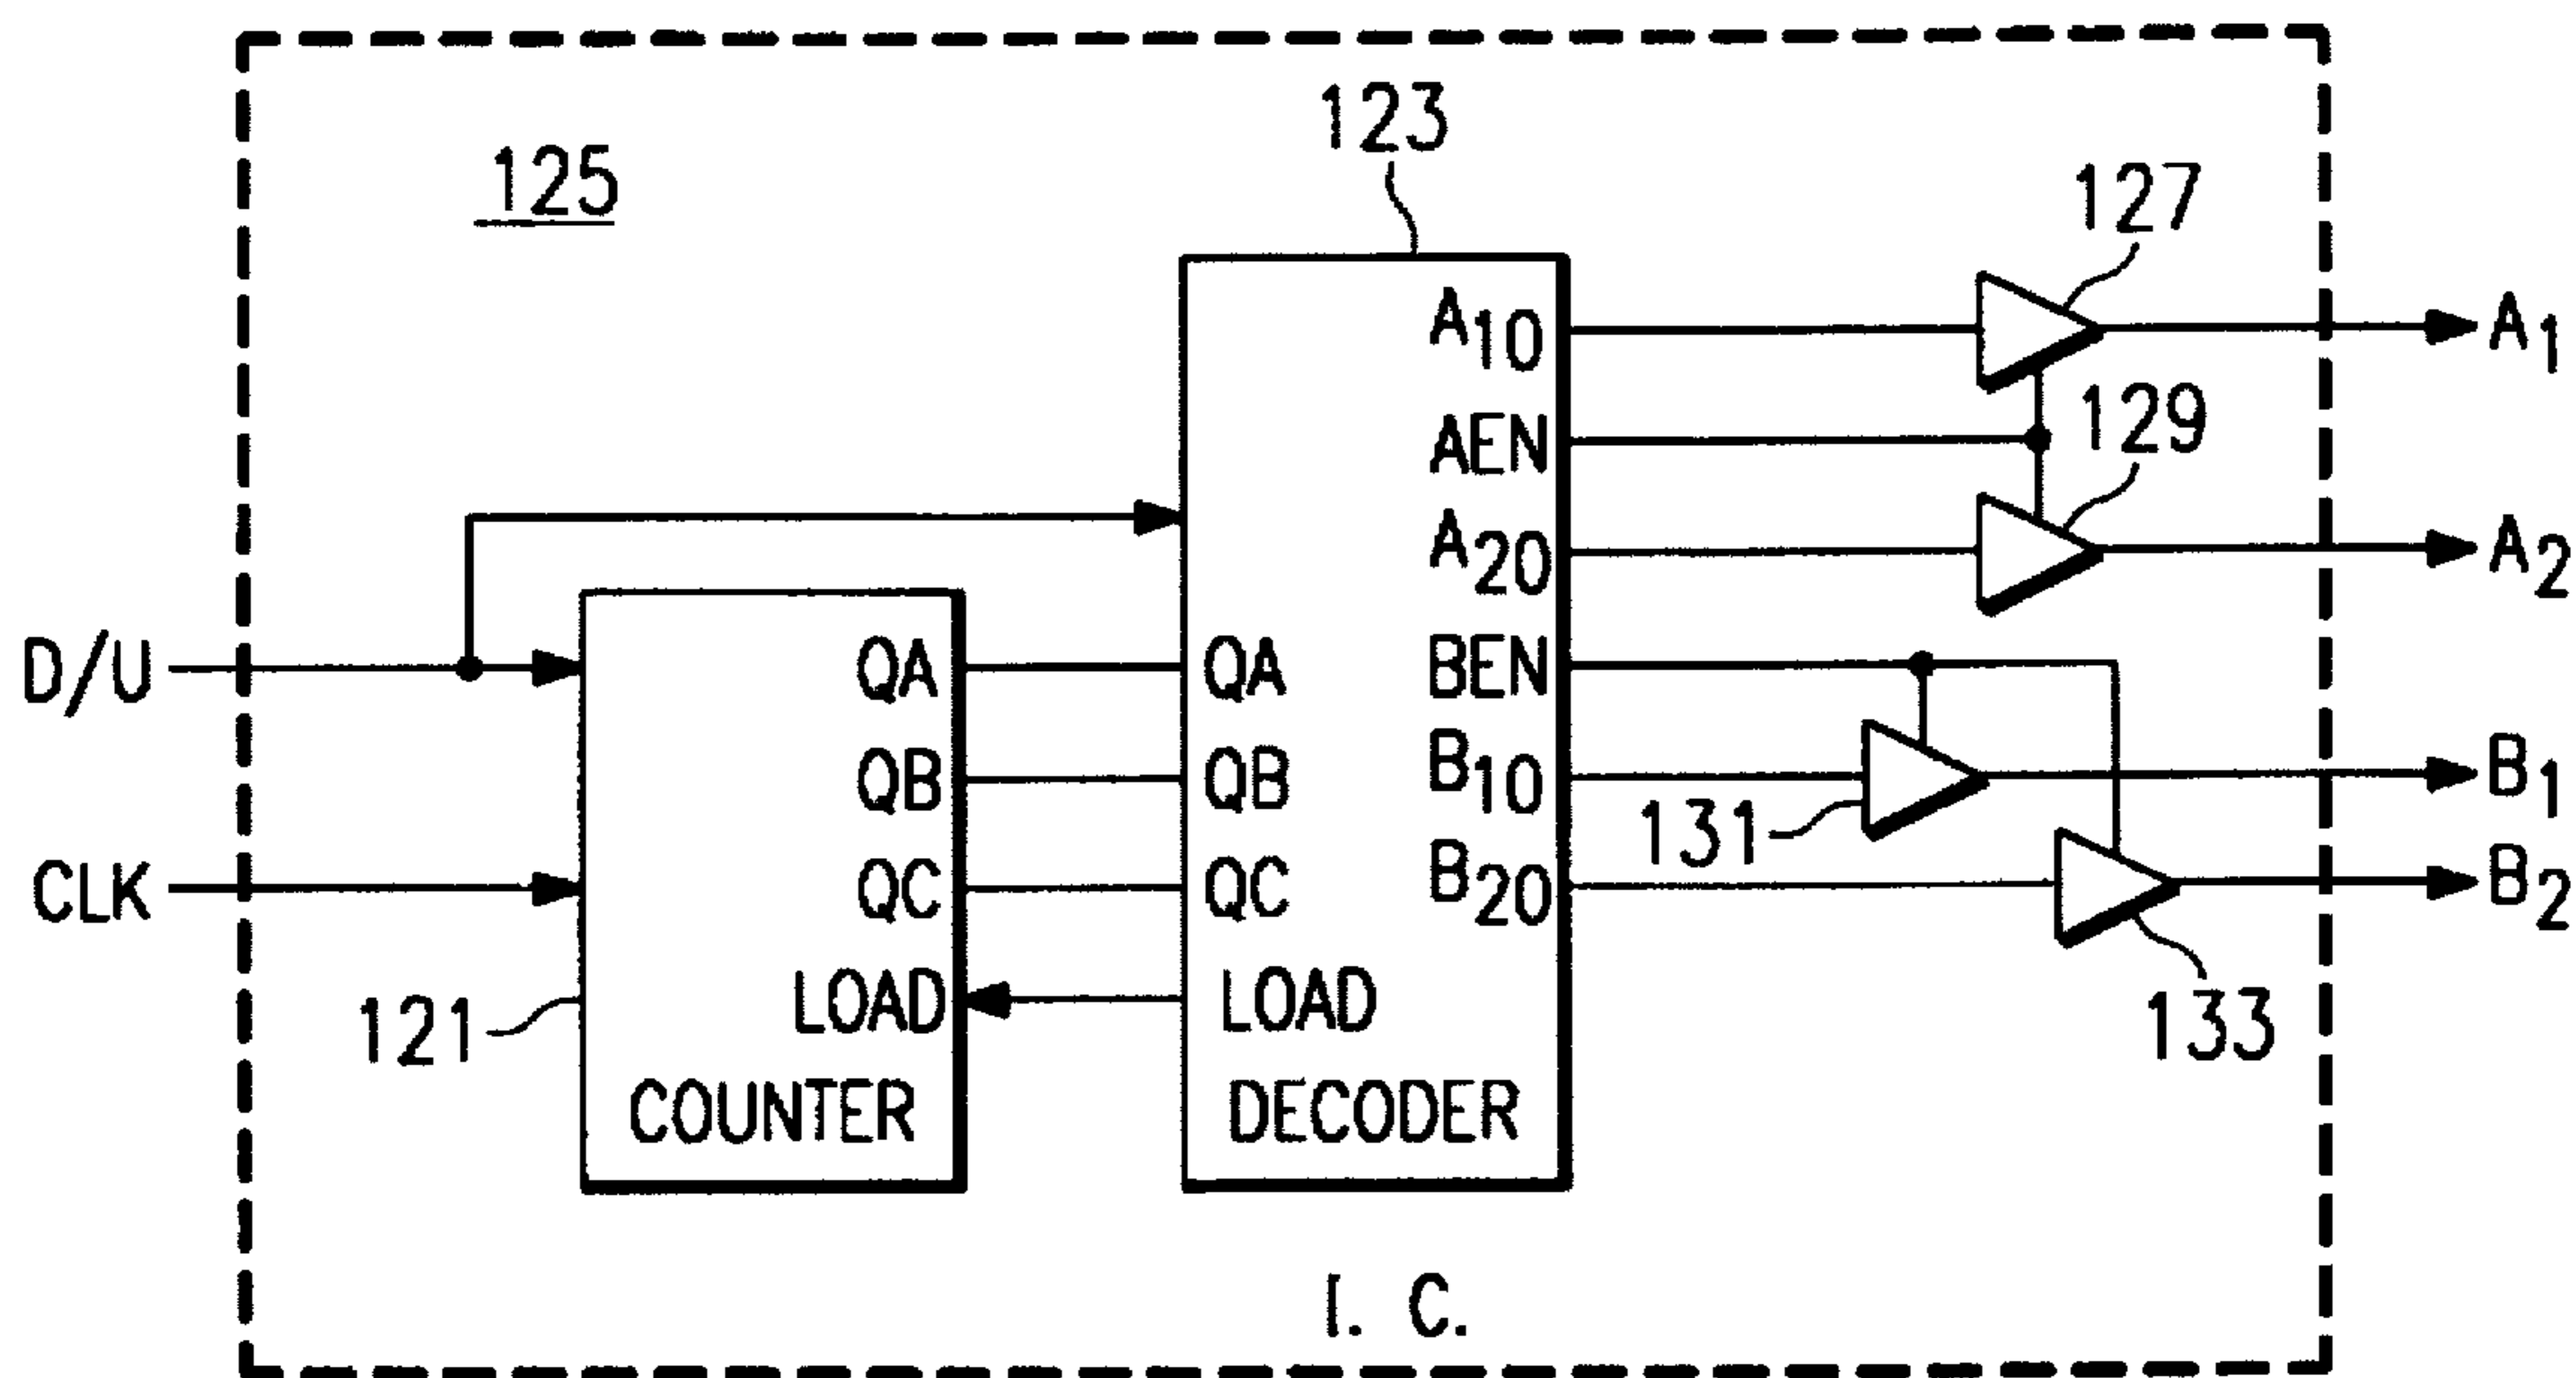 125
123
127
A10
A1
AEN
129
A20
A2
D/U
QA
QA
BEN
QB
QB
B10
131
B1
CLK
QC
QC
B20
B2
121
LOAD
LOAD
133
COUNTER
DECODER
I. C.